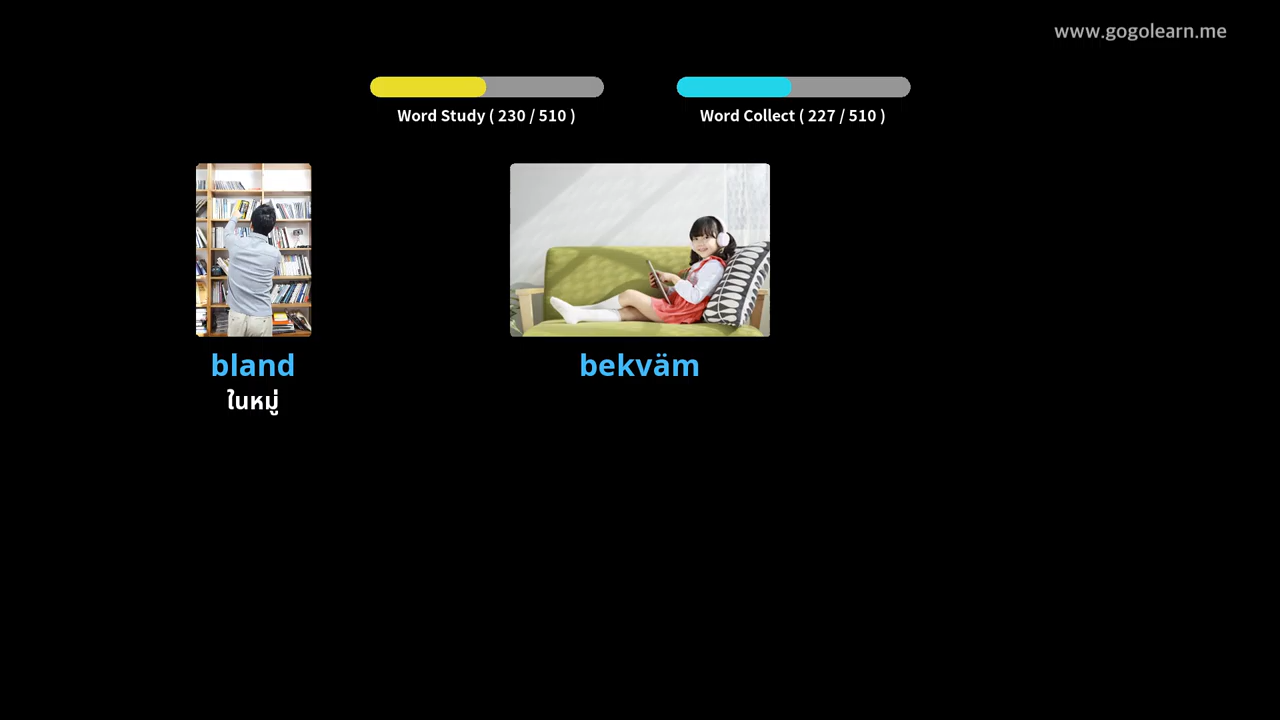 www.gogolearn.me
Word Study ( 230 / 510 )
Word Collect ( 227 / 510 )
bland
ในหมู่
bekväm